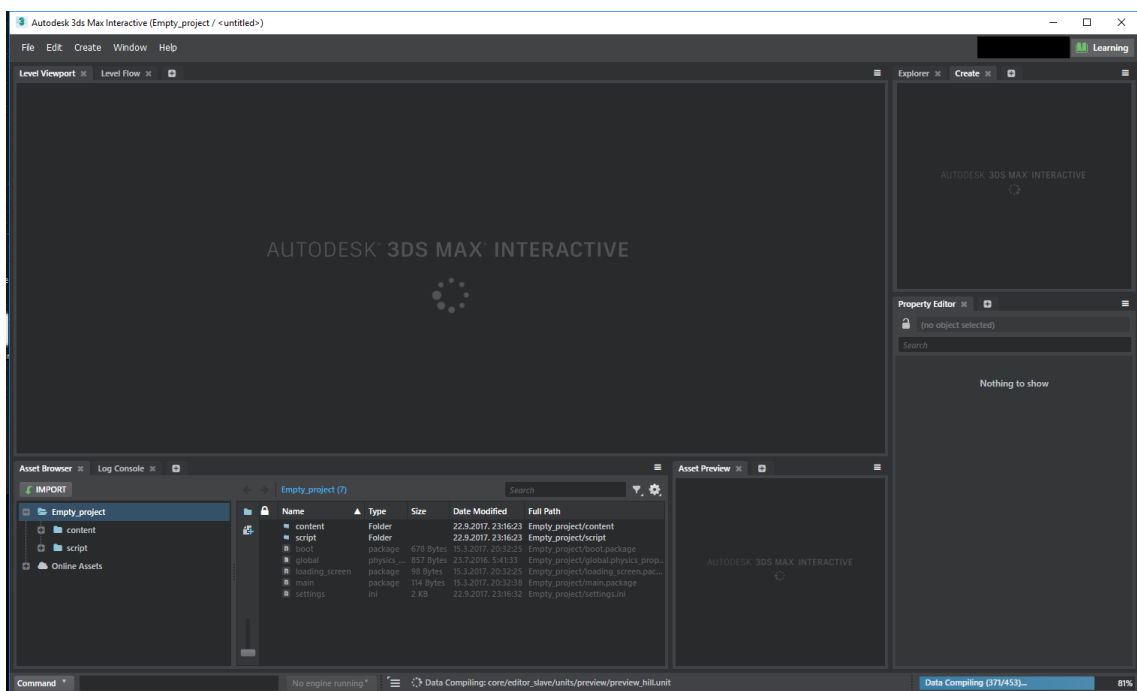 Autodesk 3ds Max Interactive (Empty_project / <untitled>)
File Edit Create Window Help
Learning
Level Viewport Level Flow
Explorer Create
AUTODESK® 3DS MAX® INTERACTIVE
AUTODESK 3DS MAX INTERACTIVE
Property Editor
(no object selected)
Search
Nothing to show
Asset Browser Log Console
IMPORT
Empty_project (7)
Search
Empty_project
content
script
Online Assets
Name Type Size Date Modified Full Path
content Folder 22.9.2017. 23:16:23 Empty_project/content
script Folder 22.9.2017. 23:16:23 Empty_project/script
boot package 678 Bytes 15.3.2017. 20:32:25 Empty_project/boot.package
global physics_... 857 Bytes 23.7.2016. 5:41:33 Empty_project/global.physics_prop...
loading_screen package 98 Bytes 15.3.2017. 20:32:25 Empty_project/loading_screen.pac...
main package 114 Bytes 15.3.2017. 20:32:38 Empty_project/main.package
settings ini 2 KB 22.9.2017. 23:16:32 Empty_project/settings.ini
Asset Preview
AUTODESK 3DS MAX INTERACTIVE
Command
No engine running
Data Compiling: core/editor_slave/units/preview/preview_hill.unit
Data Compiling (371/453)...
81%